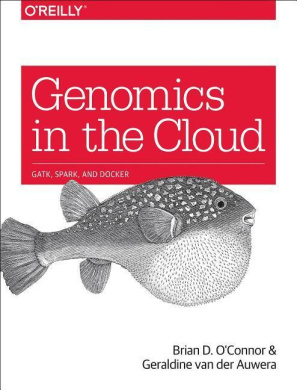 O'REILLY®
Genomics
in the Cloud
GATK, SPARK, AND DOCKER
Brian D. O'Connor &
Geraldine van der Auwera